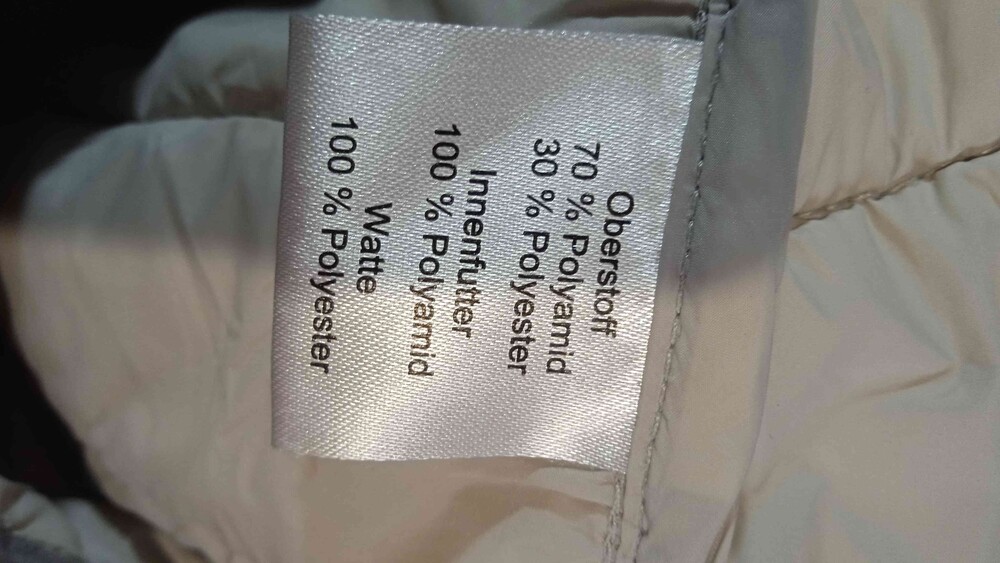 Oberstoff
70 % Polyamid
30 % Polyester
Innenfutter
100 % Polyamid
Watte
100 % Polyester